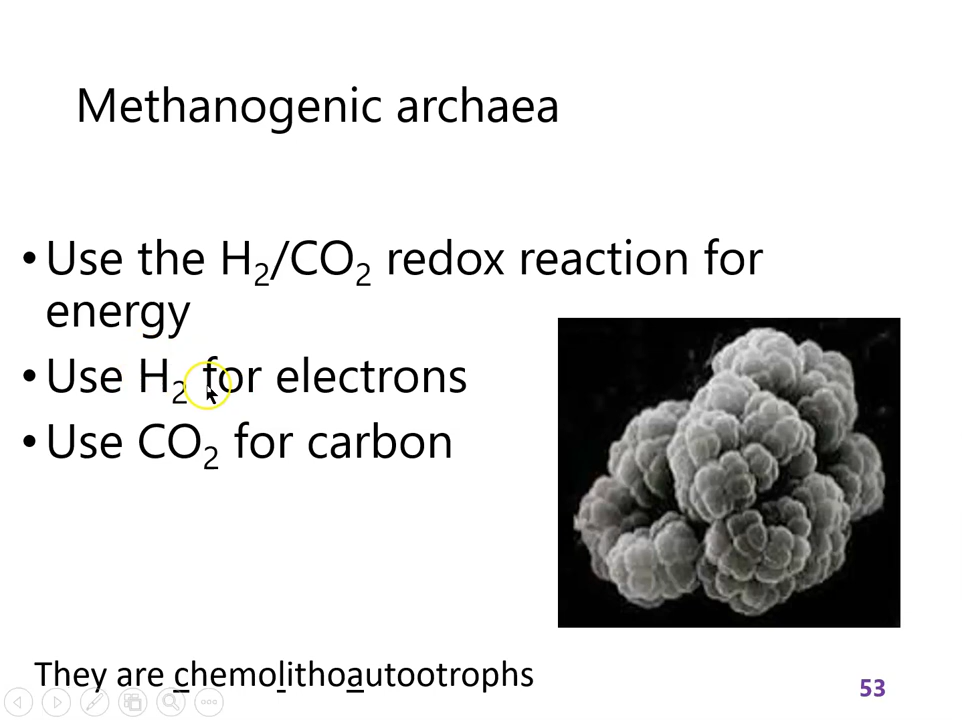 Methanogenic archaea
• Use the H₂/CO₂ redox reaction for
energy
• Use H₂ for electrons
• Use CO₂ for carbon
They are chemolithoautootrophs
53